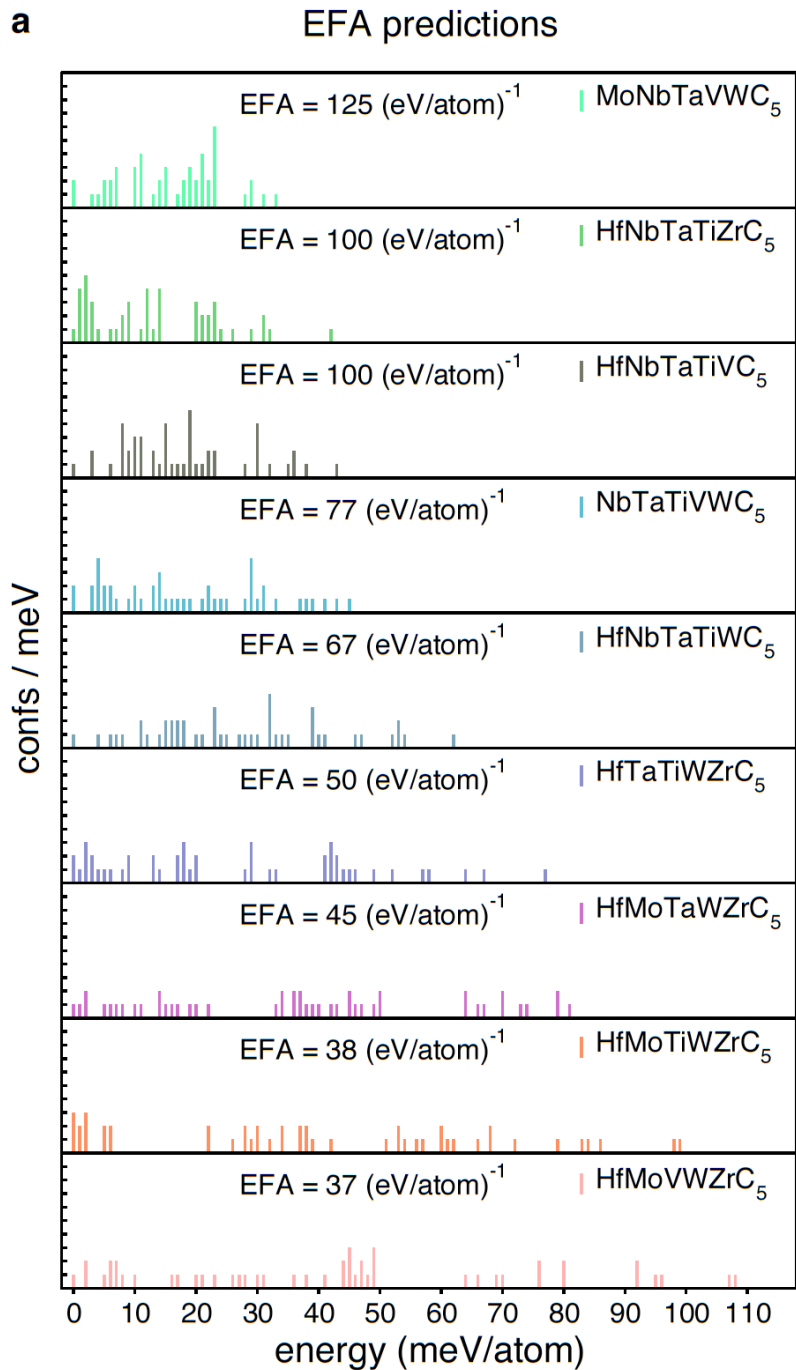 a
EFA predictions
EFA = 125 (eV/atom)⁻¹ MoNbTaVWC₅
EFA = 100 (eV/atom)⁻¹ HfNbTaTiZrC₅
EFA = 100 (eV/atom)⁻¹ HfNbTaTiVC₅
EFA = 77 (eV/atom)⁻¹ NbTaTiVWC₅
EFA = 67 (eV/atom)⁻¹ HfNbTaTiWC₅
EFA = 50 (eV/atom)⁻¹ HfTaTiWZrC₅
EFA = 45 (eV/atom)⁻¹ HfMoTaWZrC₅
EFA = 38 (eV/atom)⁻¹ HfMoTiWZrC₅
EFA = 37 (eV/atom)⁻¹ HfMoVWZrC₅
confs / meV
0 10 20 30 40 50 60 70 80 90 100 110
energy (meV/atom)